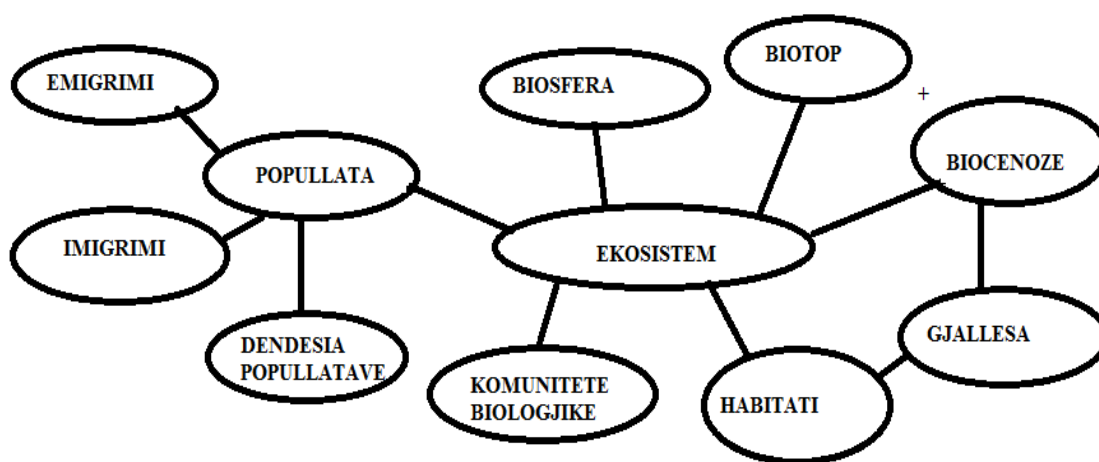 EMIGRIMI
BIOSFERA
BIOTOP
+
BIOCENOZE
POPULLATA
IMIGRIMI
EKOSISTEM
DENDESIA
POPULLATAVE
KOMUNITETE
BIOLOGJIKE
HABITATI
GJALLESA